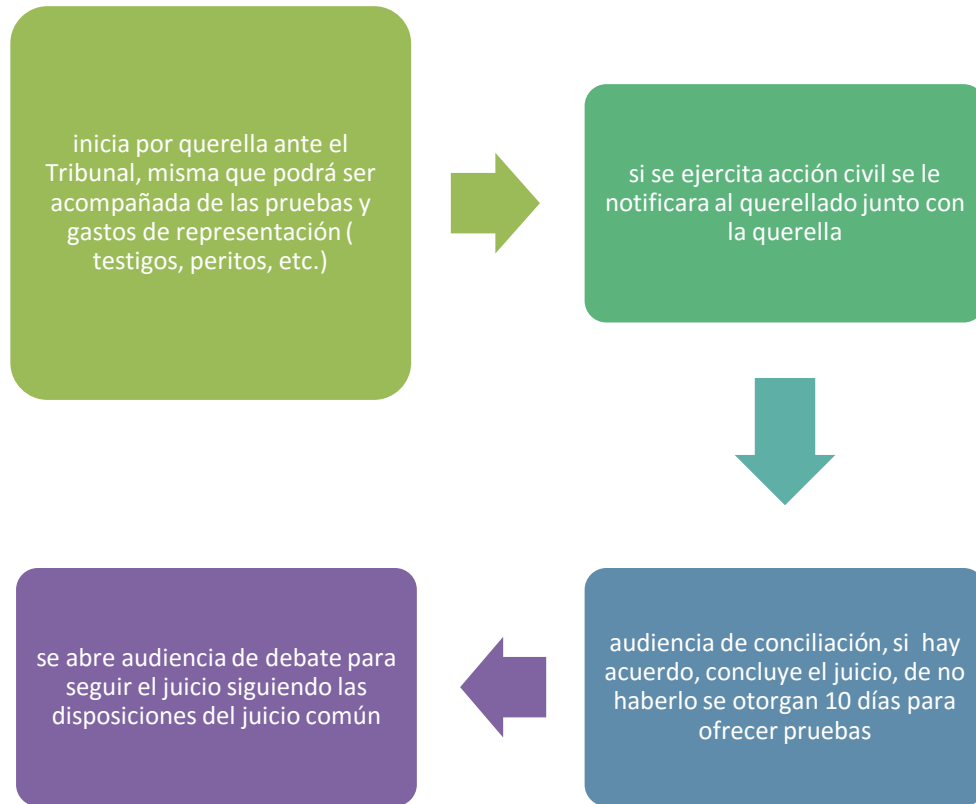 inicia por querella ante el
Tribunal, misma que podrá ser
acompañada de las pruebas y
gastos de representación (
testigos, peritos, etc.)
si se ejercita acción civil se le
notificara al querellado junto con
la querella
audiencia de conciliación, si  hay
acuerdo, concluye el juicio, de no
haberlo se otorgan 10 días para
ofrecer pruebas
se abre audiencia de debate para
seguir el juicio siguiendo las
disposiciones del juicio común